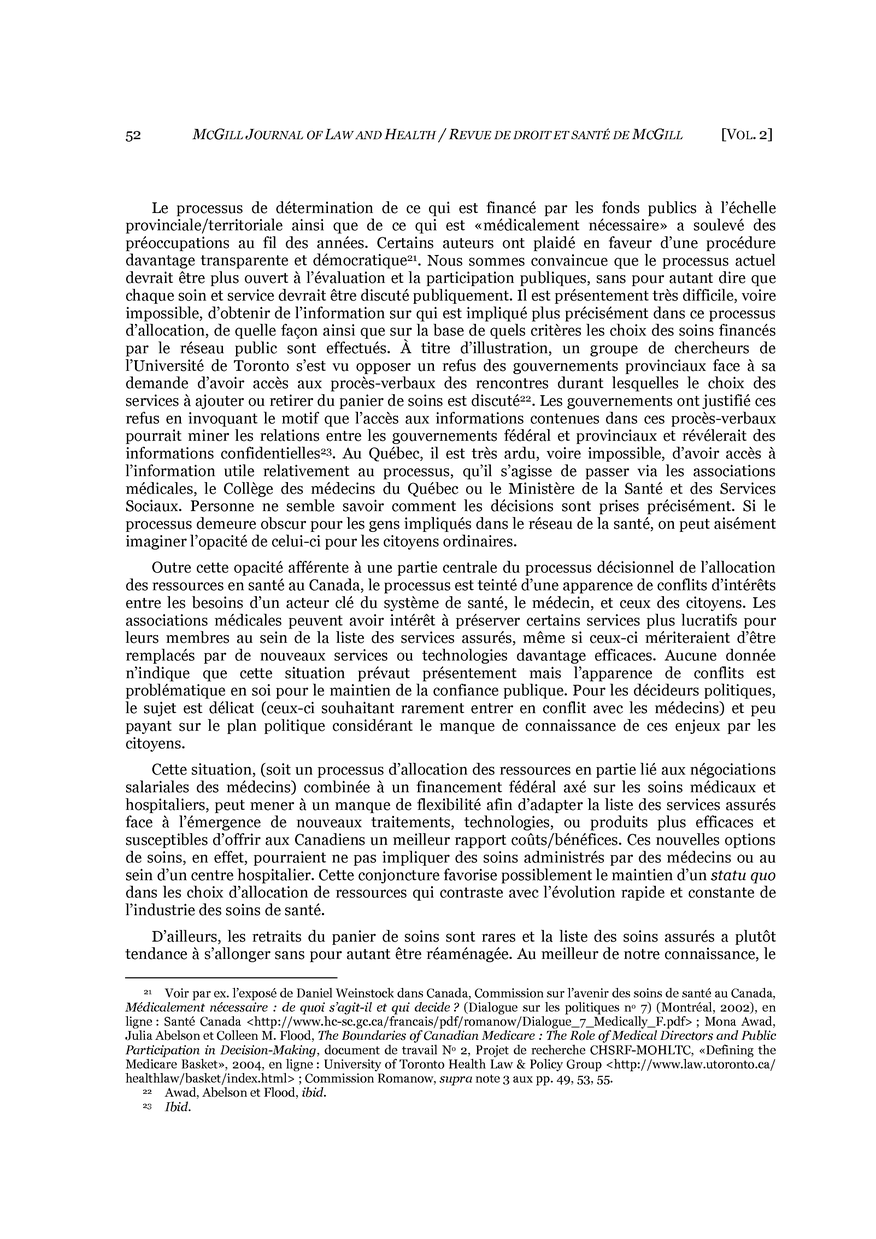 52 MCGILL JOURNAL OF LAW AND HEALTH / REVUE DE DROIT ET SANTÉ DE MCGILL [VOL. 2]
Le processus de détermination de ce qui est financé par les fonds publics à l’échelle
provinciale/territoriale ainsi que de ce qui est «médicalement nécessaire» a soulevé des
préoccupations au fil des années. Certains auteurs ont plaidé en faveur d’une procédure
davantage transparente et démocratique²¹. Nous sommes convaincue que le processus actuel
devrait être plus ouvert à l’évaluation et la participation publiques, sans pour autant dire que
chaque soin et service devrait être discuté publiquement. Il est présentement très difficile, voire
impossible, d’obtenir de l’information sur qui est impliqué plus précisément dans ce processus
d’allocation, de quelle façon ainsi que sur la base de quels critères les choix des soins financés
par le réseau public sont effectués. À titre d’illustration, un groupe de chercheurs de
l’Université de Toronto s’est vu opposer un refus des gouvernements provinciaux face à sa
demande d’avoir accès aux procès-verbaux des rencontres durant lesquelles le choix des
services à ajouter ou retirer du panier de soins est discuté²². Les gouvernements ont justifié ces
refus en invoquant le motif que l’accès aux informations contenues dans ces procès-verbaux
pourrait miner les relations entre les gouvernements fédéral et provinciaux et révélerait des
informations confidentielles²³. Au Québec, il est très ardu, voire impossible, d’avoir accès à
l’information utile relativement au processus, qu’il s’agisse de passer via les associations
médicales, le Collège des médecins du Québec ou le Ministère de la Santé et des Services
Sociaux. Personne ne semble savoir comment les décisions sont prises précisément. Si le
processus demeure obscur pour les gens impliqués dans le réseau de la santé, on peut aisément
imaginer l’opacité de celui-ci pour les citoyens ordinaires.
Outre cette opacité afférente à une partie centrale du processus décisionnel de l’allocation
des ressources en santé au Canada, le processus est teinté d’une apparence de conflits d’intérêts
entre les besoins d’un acteur clé du système de santé, le médecin, et ceux des citoyens. Les
associations médicales peuvent avoir intérêt à préserver certains services plus lucratifs pour
leurs membres au sein de la liste des services assurés, même si ceux-ci mériteraient d’être
remplacés par de nouveaux services ou technologies davantage efficaces. Aucune donnée
n’indique que cette situation prévaut présentement mais l’apparence de conflits est
problématique en soi pour le maintien de la confiance publique. Pour les décideurs politiques,
le sujet est délicat (ceux-ci souhaitant rarement entrer en conflit avec les médecins) et peu
payant sur le plan politique considérant le manque de connaissance de ces enjeux par les
citoyens.
Cette situation, (soit un processus d’allocation des ressources en partie lié aux négociations
salariales des médecins) combinée à un financement fédéral axé sur les soins médicaux et
hospitaliers, peut mener à un manque de flexibilité afin d’adapter la liste des services assurés
face à l’émergence de nouveaux traitements, technologies, ou produits plus efficaces et
susceptibles d’offrir aux Canadiens un meilleur rapport coûts/bénéfices. Ces nouvelles options
de soins, en effet, pourraient ne pas impliquer des soins administrés par des médecins ou au
sein d’un centre hospitalier. Cette conjoncture favorise possiblement le maintien d’un statu quo
dans les choix d’allocation de ressources qui contraste avec l’évolution rapide et constante de
l’industrie des soins de santé.
D’ailleurs, les retraits du panier de soins sont rares et la liste des soins assurés a plutôt
tendance à s’allonger sans pour autant être réaménagée. Au meilleur de notre connaissance, le
²¹ Voir par ex. l’exposé de Daniel Weinstock dans Canada, Commission sur l’avenir des soins de santé au Canada,
Médicalement nécessaire : de quoi s’agit-il et qui decide ? (Dialogue sur les politiques nº 7) (Montréal, 2002), en
ligne : Santé Canada <http://www.hc-sc.gc.ca/francais/pdf/romanow/Dialogue_7_Medically_F.pdf> ; Mona Awad,
Julia Abelson et Colleen M. Flood, The Boundaries of Canadian Medicare : The Role of Medical Directors and Public
Participation in Decision-Making, document de travail Nº 2, Projet de recherche CHSRF-MOHLTC, «Defining the
Medicare Basket», 2004, en ligne : University of Toronto Health Law & Policy Group <http://www.law.utoronto.ca/
healthlaw/basket/index.html> ; Commission Romanow, supra note 3 aux pp. 49, 53, 55.
²² Awad, Abelson et Flood, ibid.
²³ Ibid.